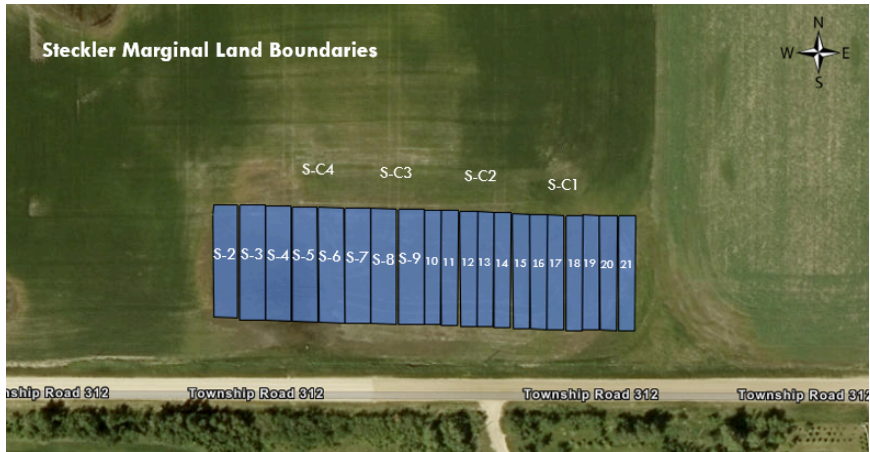 Steckler Marginal Land Boundaries
N
W E
S
S-C4 S-C3 S-C2 S-C1
S-2 S-3 S-4 S-5 S-6 S-7 S-8 S-9 10 11 12 13 14 15 16 17 18 19 20 21
nship Road 312 Township Road 312 Township Road 312 Township Road 312